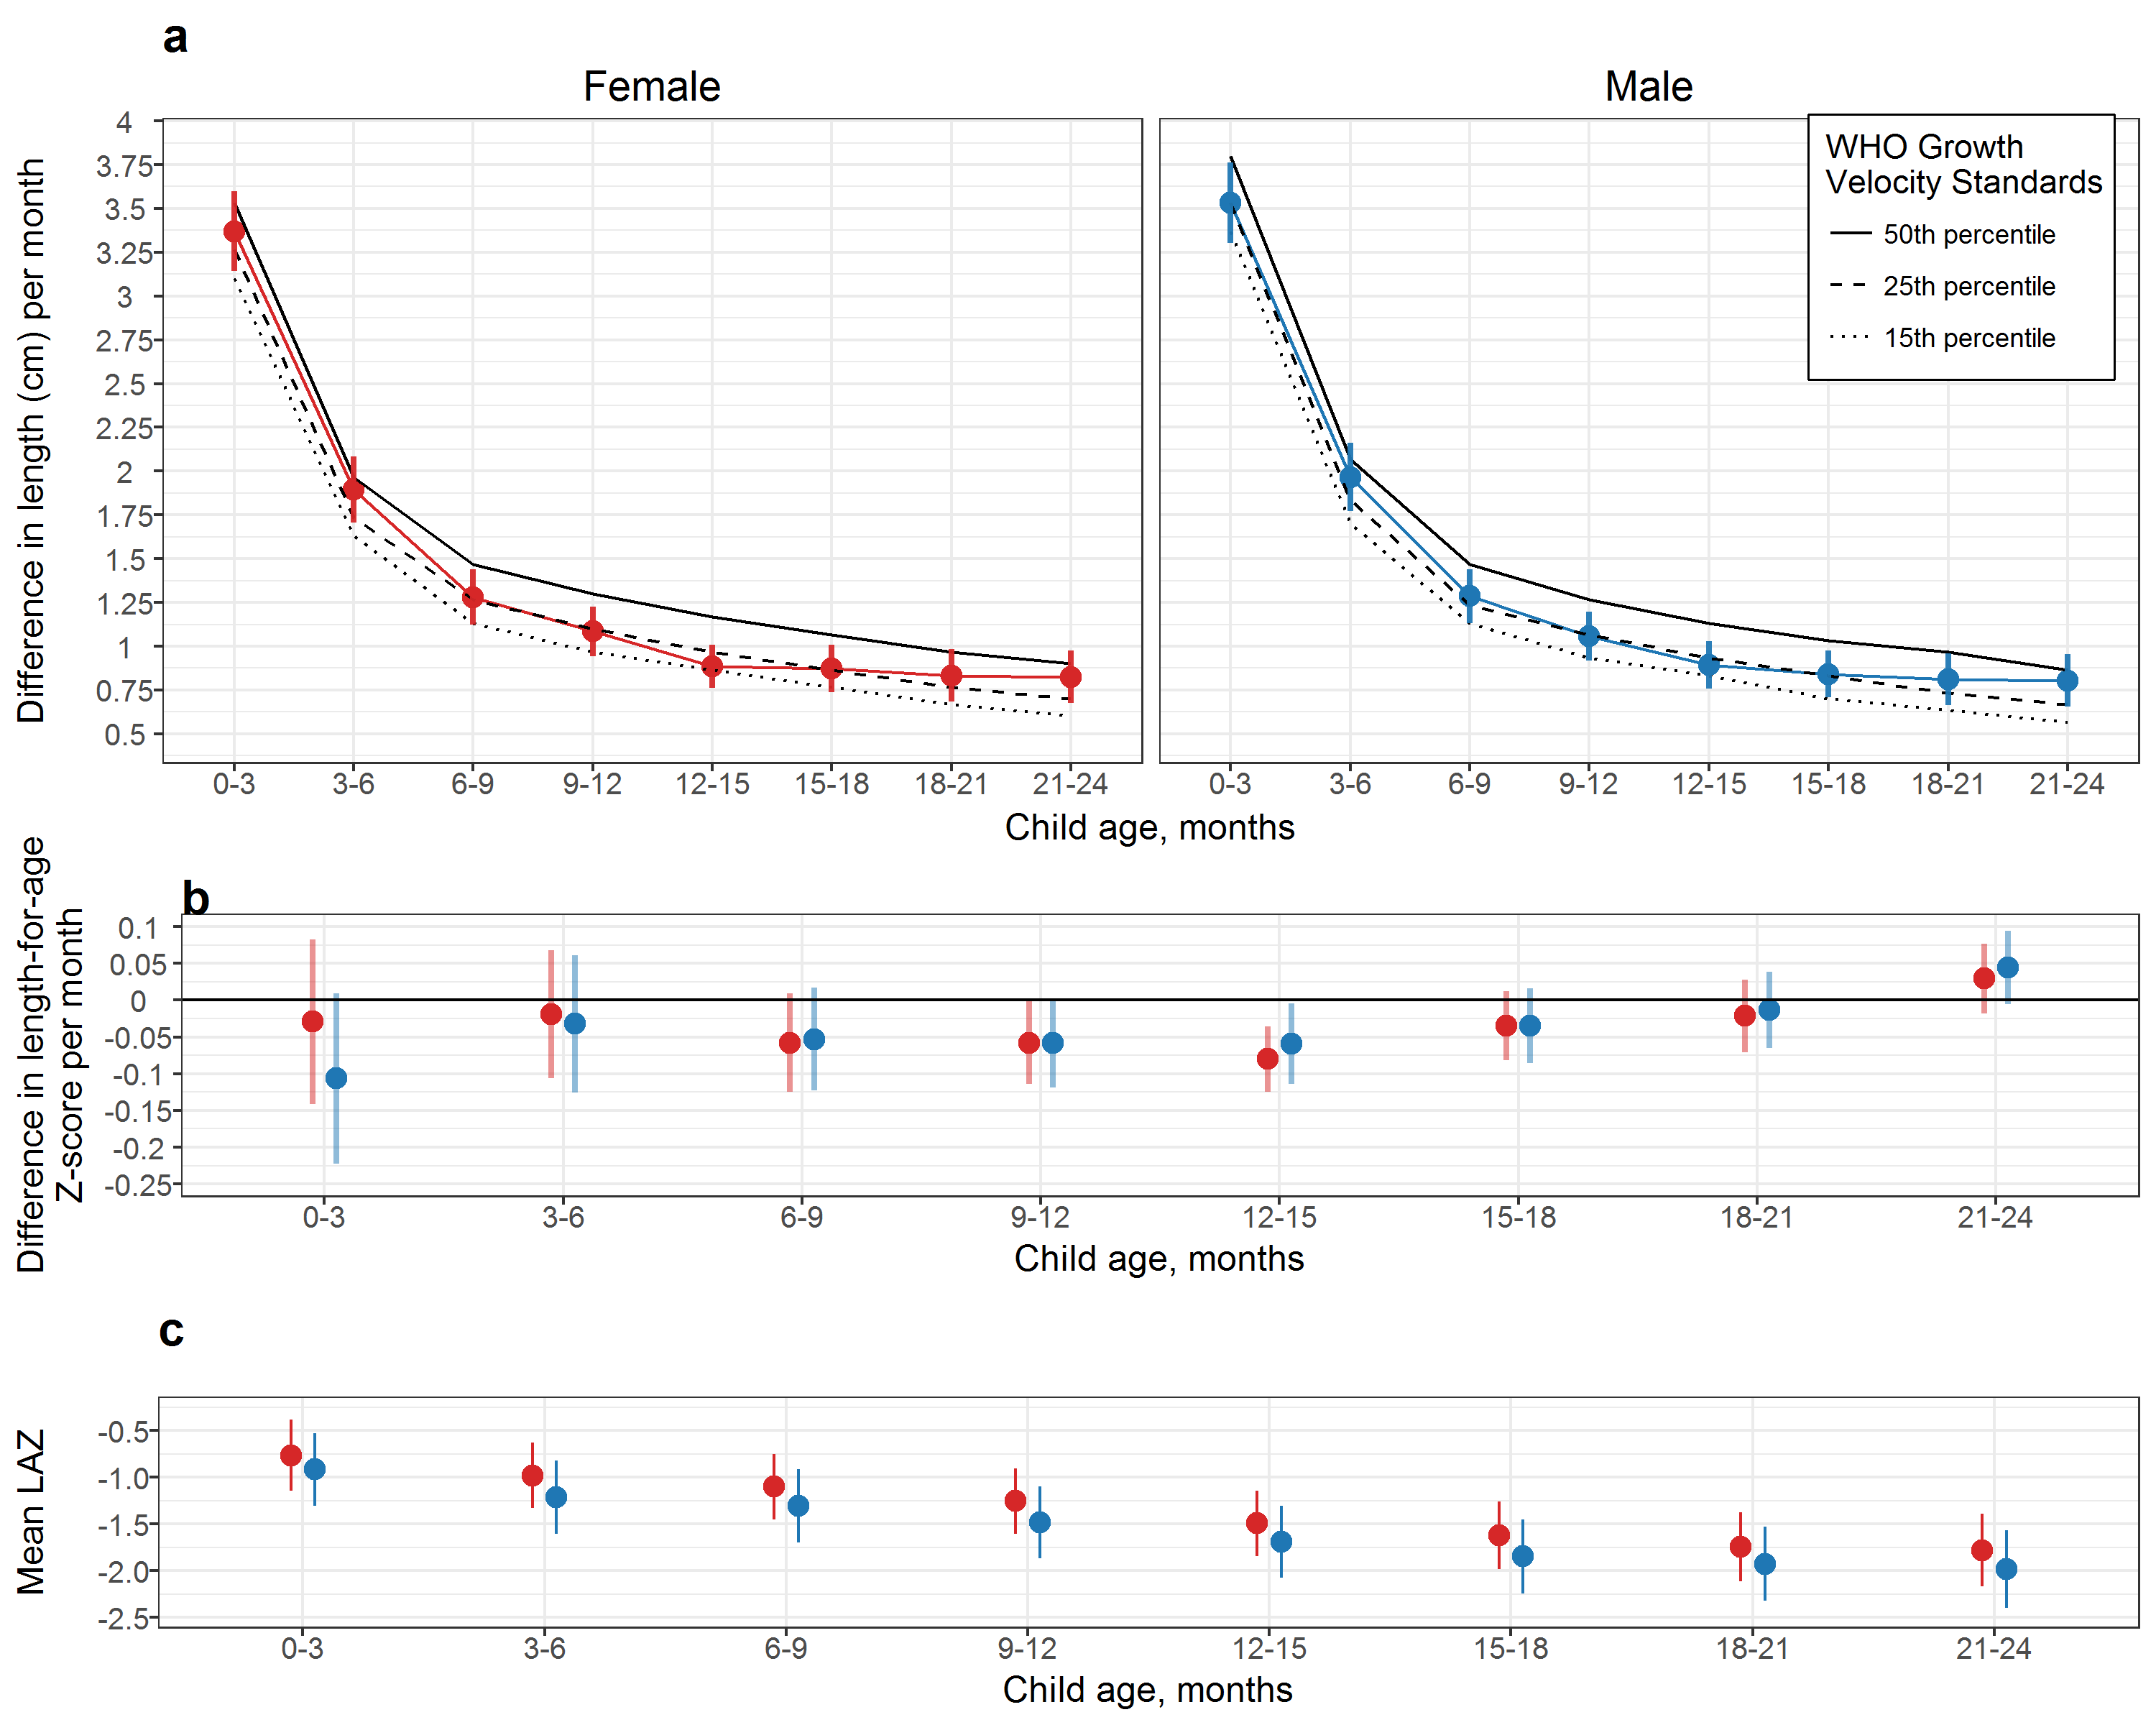 a
Female
Male
Difference in length (cm) per month
4
3.75
3.5
3.25
3
2.75
2.5
2.25
2
1.75
1.5
1.25
1
0.75
0.5
WHO Growth
Velocity Standards
50th percentile
25th percentile
15th percentile
0-3 3-6 6-9 9-12 12-15 15-18 18-21 21-24
0-3 3-6 6-9 9-12 12-15 15-18 18-21 21-24
Child age, months
b
Difference in length-for-age
Z-score per month
0.1
0.05
0
-0.05
-0.1
-0.15
-0.2
-0.25
0-3 3-6 6-9 9-12 12-15 15-18 18-21 21-24
Child age, months
c
Mean LAZ
-0.5
-1.0
-1.5
-2.0
-2.5
0-3 3-6 6-9 9-12 12-15 15-18 18-21 21-24
Child age, months